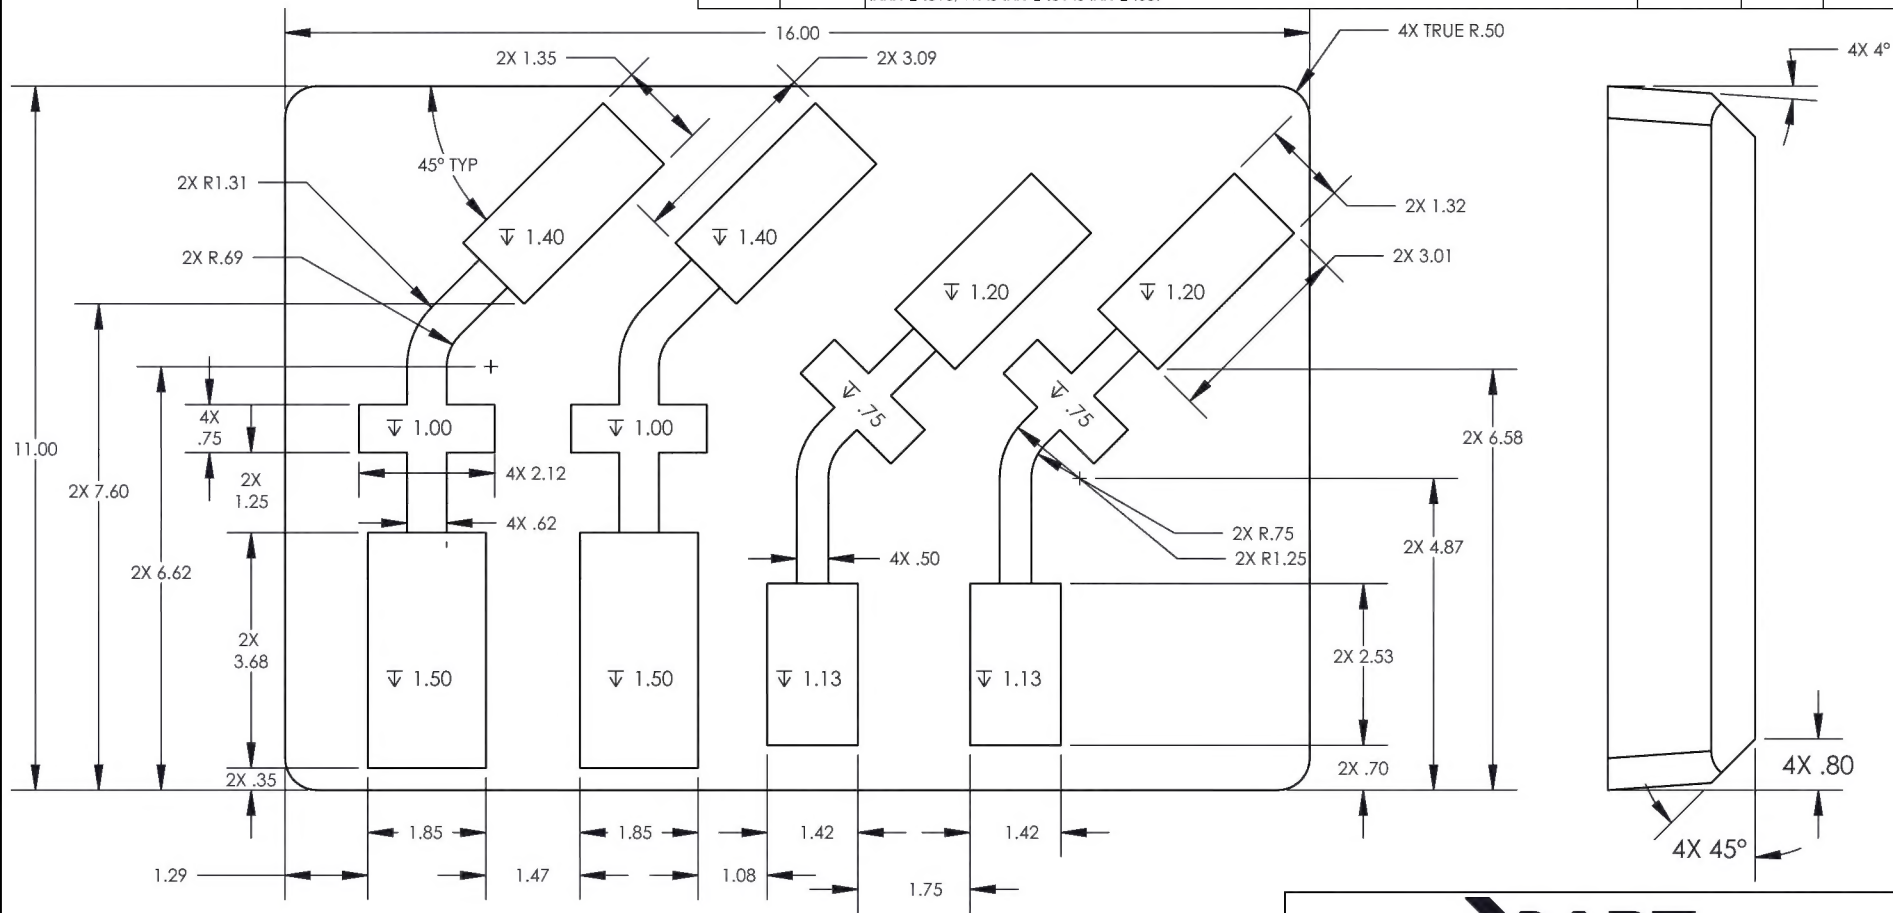 16.00
4X TRUE R.50
4X 4°
2X 1.35
2X 3.09
45° TYP
2X R1.31
2X 1.32
↧ 1.40
↧ 1.40
2X R.69
2X 3.01
↧ 1.20
↧ 1.20
4X
.75
↧ 1.00
↧ 1.00
↧ .75
↧ .75
11.00
2X 6.58
2X 7.60
2X
1.25
4X 2.12
4X .62
2X R.75
2X R1.25
2X 4.87
4X .50
2X 6.62
2X
3.68
2X 2.53
↧ 1.50
↧ 1.50
↧ 1.13
↧ 1.13
2X .35
2X .70
4X .80
1.85
1.85
1.42
1.42
4X 45°
1.29
1.47
1.08
1.75